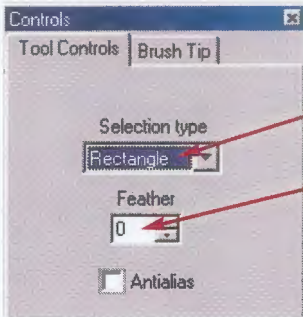 Controls
Tool Controls Brush Tip
Selection type
Rectangle
Feather
0
Antialias